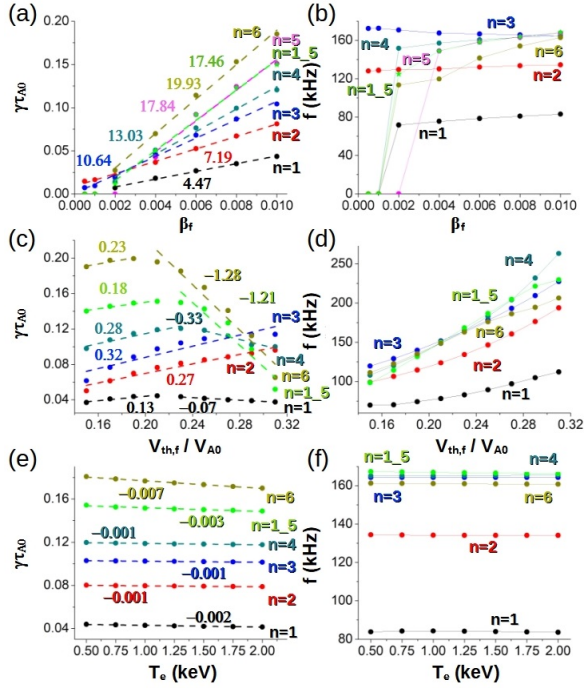 (a)
γτA0
0.20
0.15
0.10
0.05
0.00
n=6
n=5
n=1_5
n=4
n=3
n=2
n=1
17.46
19.93
17.84
13.03
10.64
7.19
4.47
0.000 0.002 0.004 0.006 0.008 0.010
βf
(b)
f (kHz)
160
120
80
40
0
n=3
n=4
n=5
n=6
n=2
n=1_5
n=1
0.000 0.002 0.004 0.006 0.008 0.010
βf
(c)
γτA0
0.20
0.16
0.12
0.08
0.04
0.23
0.18
0.28
0.32
0.27
0.13
−1.28
−1.21
−0.33
−0.07
n=3
n=4
n=2
n=6
n=1_5
n=1
0.16 0.20 0.24 0.28 0.32
Vth,f / VA0
(d)
f (kHz)
250
200
150
100
n=4
n=1_5
n=3
n=6
n=2
n=1
0.16 0.20 0.24 0.28 0.32
Vth,f / VA0
(e)
γτA0
0.16
0.12
0.08
0.04
−0.007
n=6
−0.003
n=1_5
−0.001
n=4
−0.001
n=3
−0.001
n=2
−0.002
n=1
0.50 0.75 1.00 1.25 1.50 1.75 2.00
Te (keV)
(f)
f (kHz)
160
140
120
100
80
n=1_5
n=4
n=3
n=6
n=2
n=1
0.50 0.75 1.00 1.25 1.50 1.75 2.00
Te (keV)